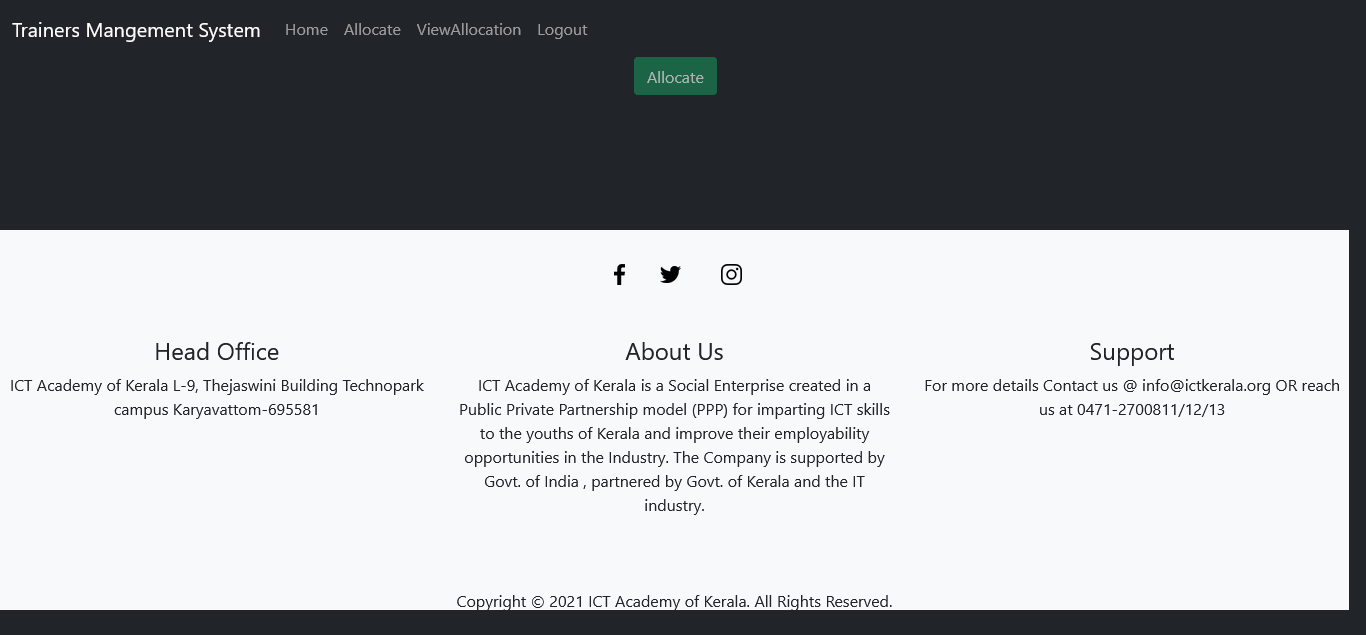 Trainers Mangement System Home Allocate ViewAllocation Logout
Allocate
Head Office
ICT Academy of Kerala L-9, Thejaswini Building Technopark
campus Karyavattom-695581
About Us
ICT Academy of Kerala is a Social Enterprise created in a
Public Private Partnership model (PPP) for imparting ICT skills
to the youths of Kerala and improve their employability
opportunities in the Industry. The Company is supported by
Govt. of India , partnered by Govt. of Kerala and the IT
industry.
Support
For more details Contact us @ info@ictkerala.org OR reach
us at 0471-2700811/12/13
Copyright © 2021 ICT Academy of Kerala. All Rights Reserved.